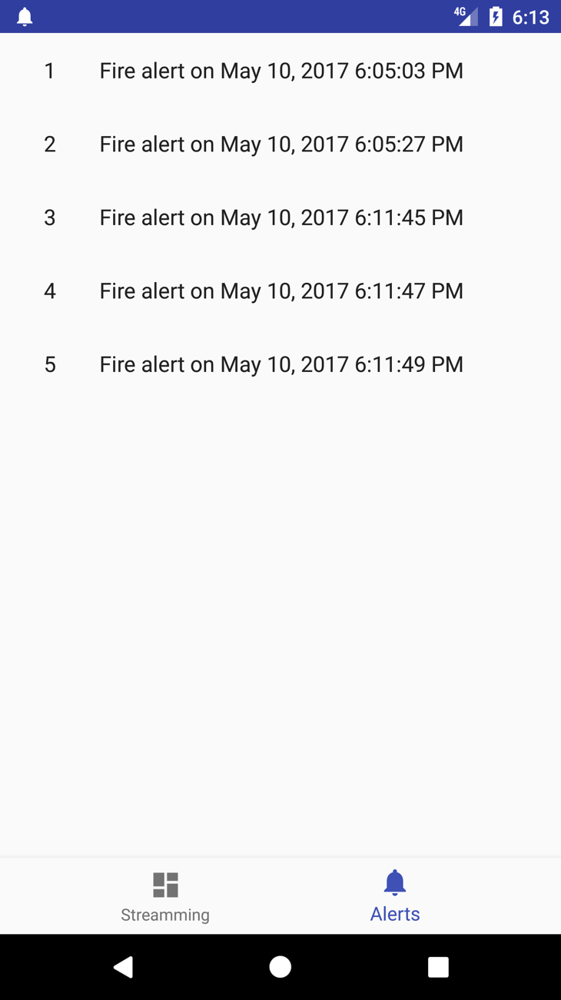 4G 6:13
1 Fire alert on May 10, 2017 6:05:03 PM
2 Fire alert on May 10, 2017 6:05:27 PM
3 Fire alert on May 10, 2017 6:11:45 PM
4 Fire alert on May 10, 2017 6:11:47 PM
5 Fire alert on May 10, 2017 6:11:49 PM
Streamming Alerts